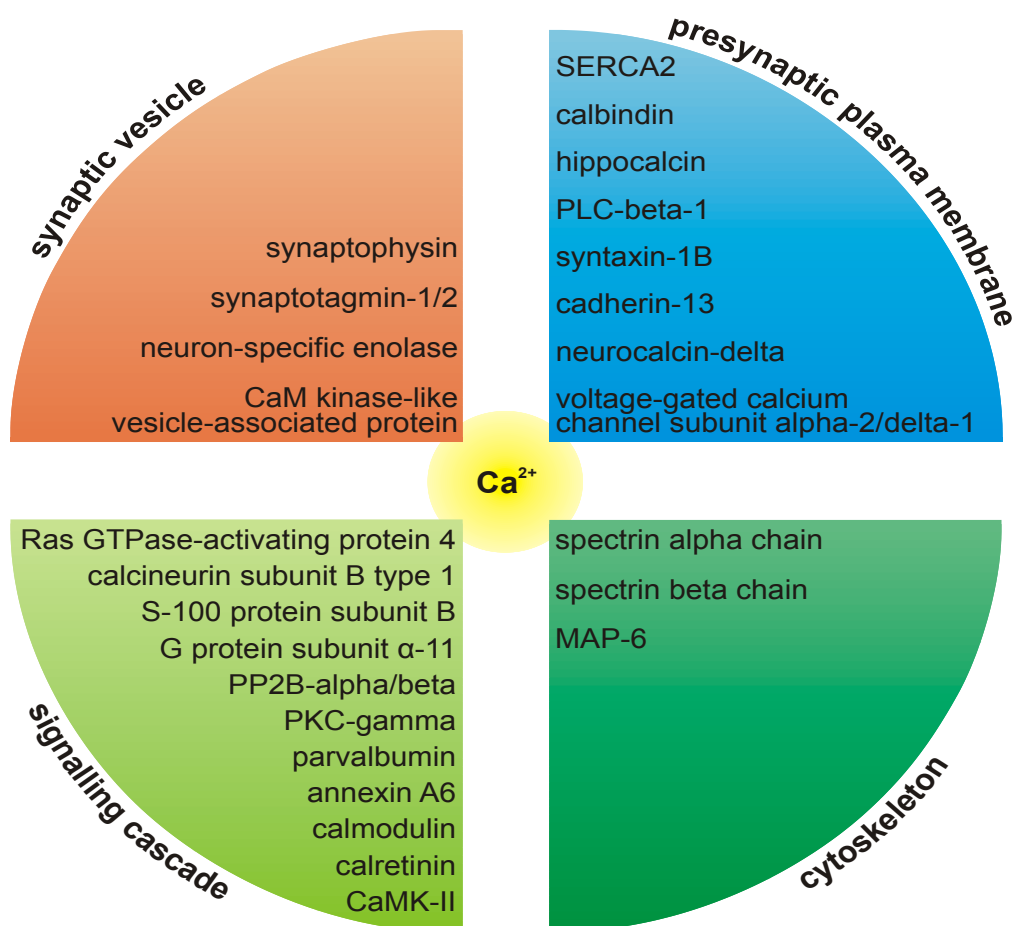 synaptic vesicle
synaptophysin
synaptotagmin-1/2
neuron-specific enolase
CaM kinase-like
vesicle-associated protein
presynaptic plasma membrane
SERCA2
calbindin
hippocalcin
PLC-beta-1
syntaxin-1B
cadherin-13
neurocalcin-delta
voltage-gated calcium
channel subunit alpha-2/delta-1
Ca²⁺
signalling cascade
Ras GTPase-activating protein 4
calcineurin subunit B type 1
S-100 protein subunit B
G protein subunit α-11
PP2B-alpha/beta
PKC-gamma
parvalbumin
annexin A6
calmodulin
calretinin
CaMK-II
cytoskeleton
spectrin alpha chain
spectrin beta chain
MAP-6